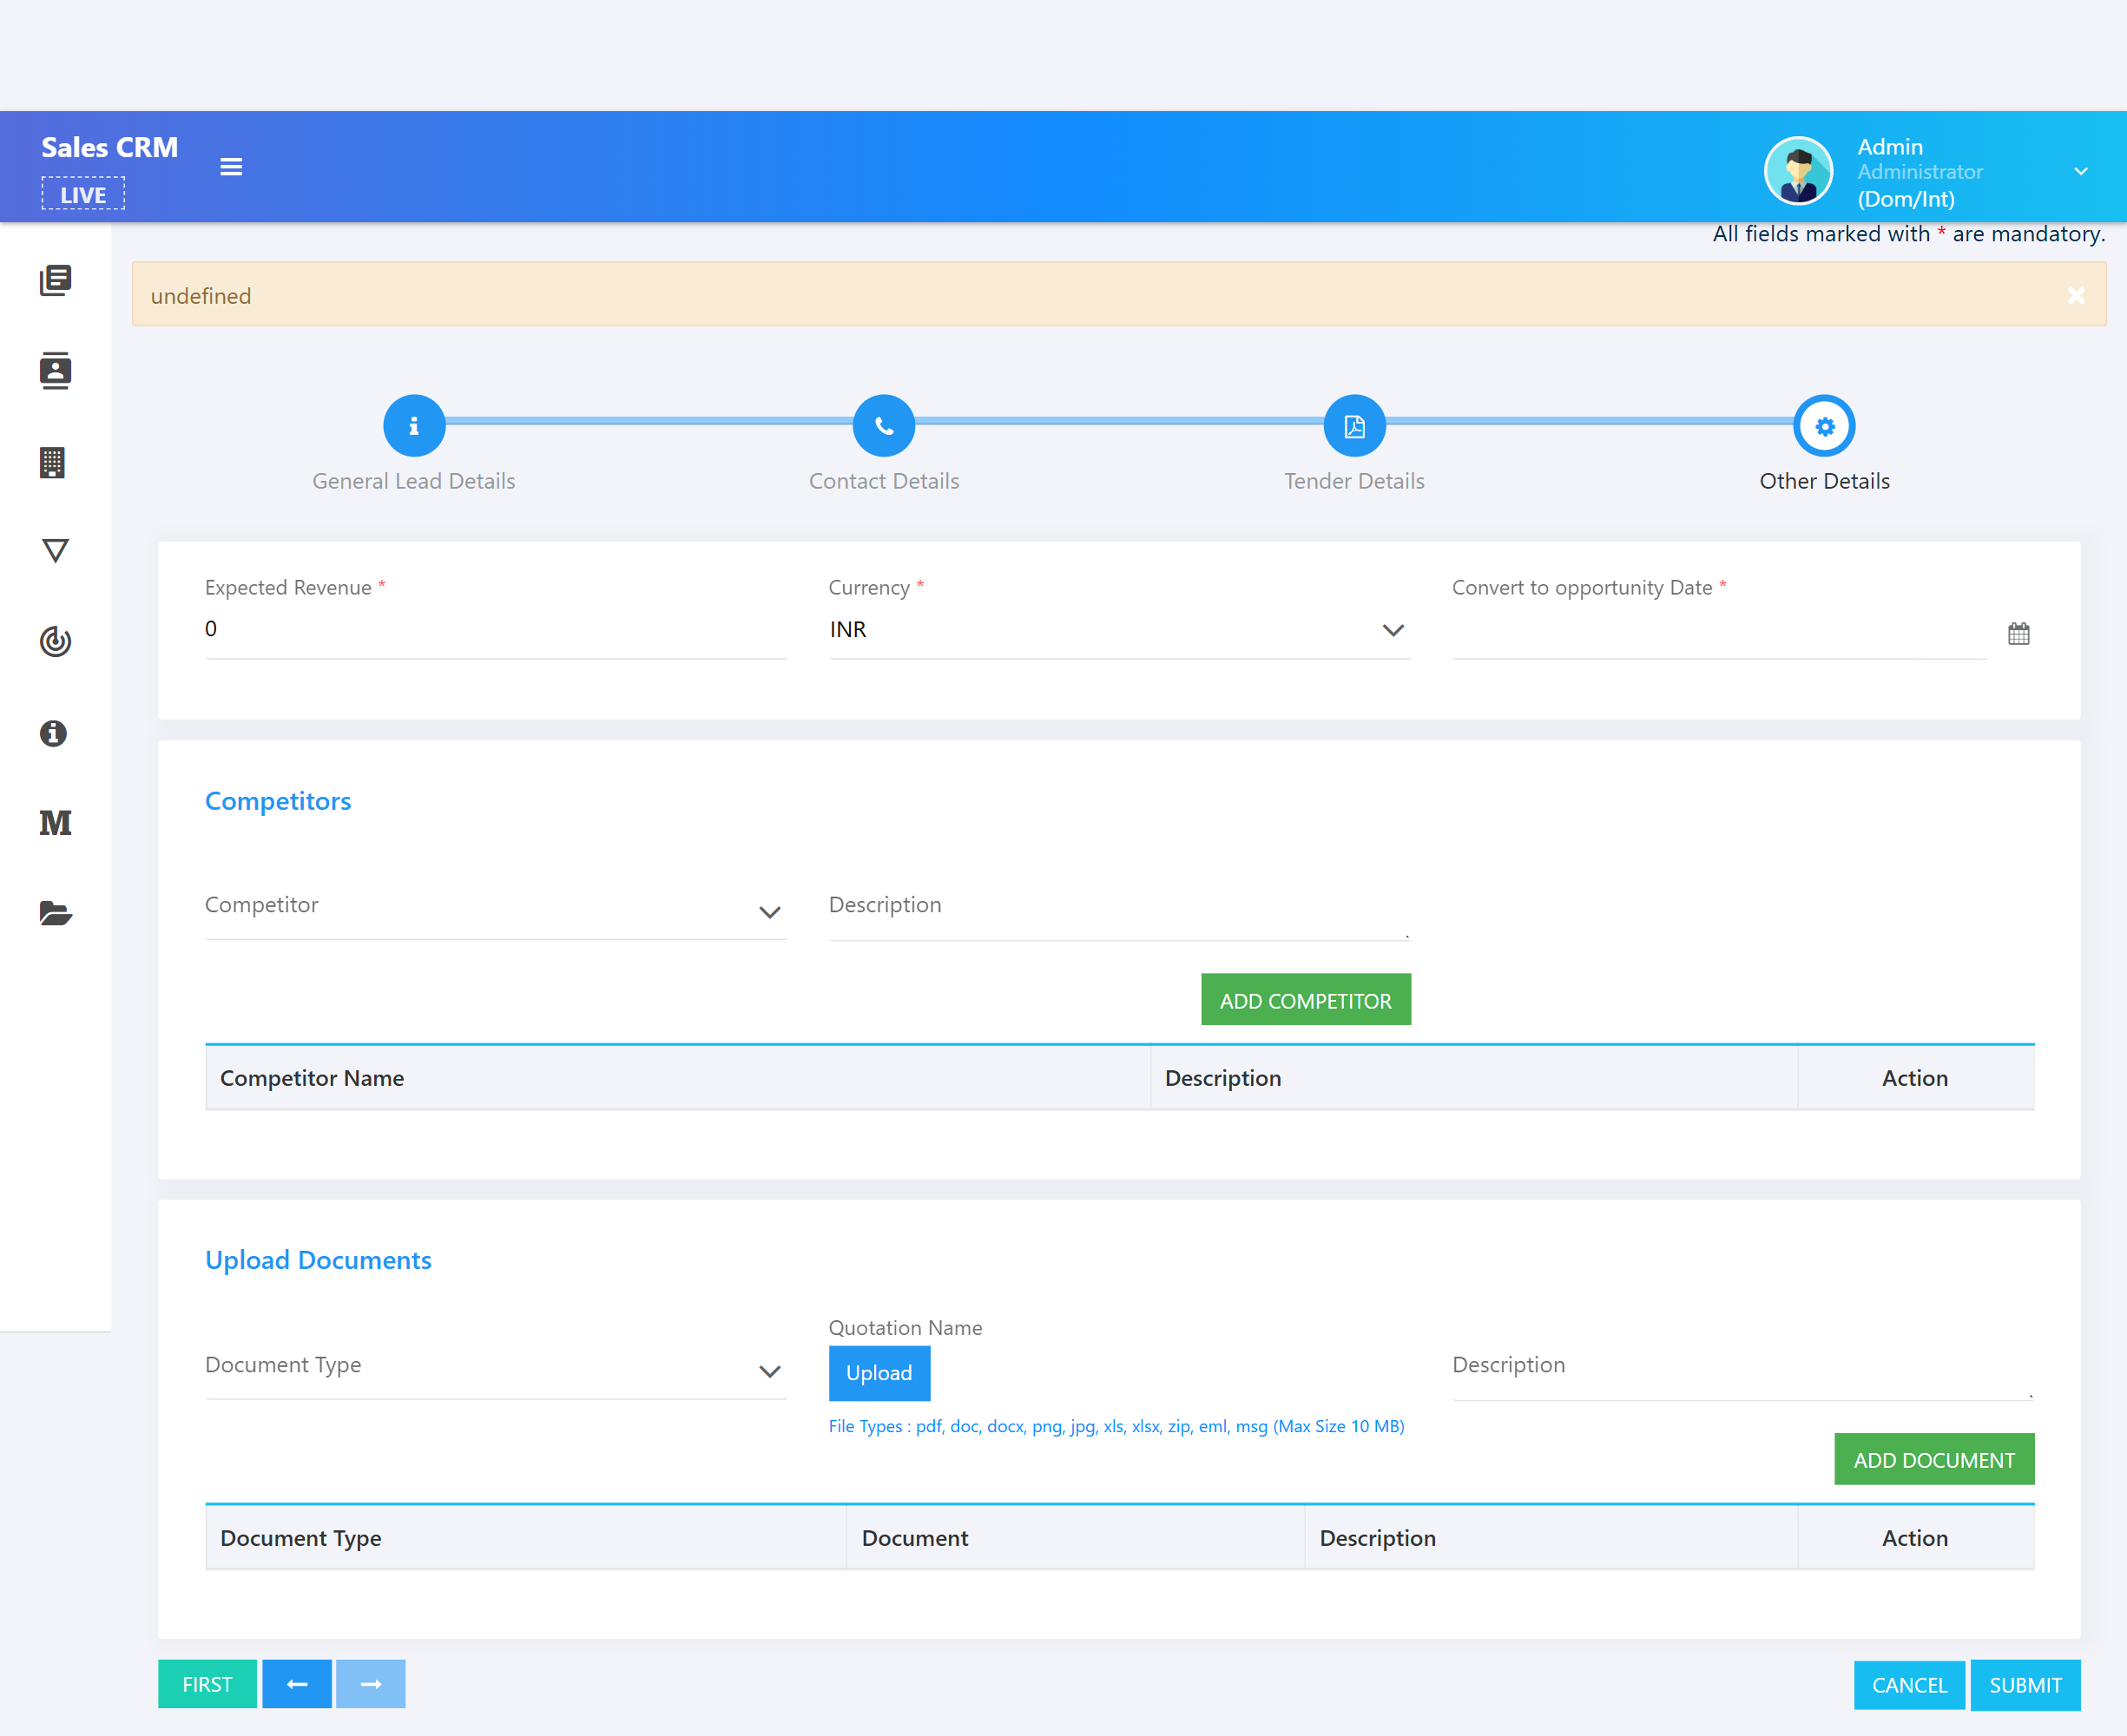 Sales CRM
LIVE
Admin
Administrator
(Dom/Int)
All fields marked with * are mandatory.
undefined
General Lead Details
Contact Details
Tender Details
Other Details
Expected Revenue *
Currency *
Convert to opportunity Date *
0
INR
Competitors
Competitor
Description
ADD COMPETITOR
Competitor Name
Description
Action
Upload Documents
Document Type
Quotation Name
Upload
File Types : pdf, doc, docx, png, jpg, xls, xlsx, zip, eml, msg (Max Size 10 MB)
Description
ADD DOCUMENT
Document Type
Document
Description
Action
FIRST
CANCEL
SUBMIT